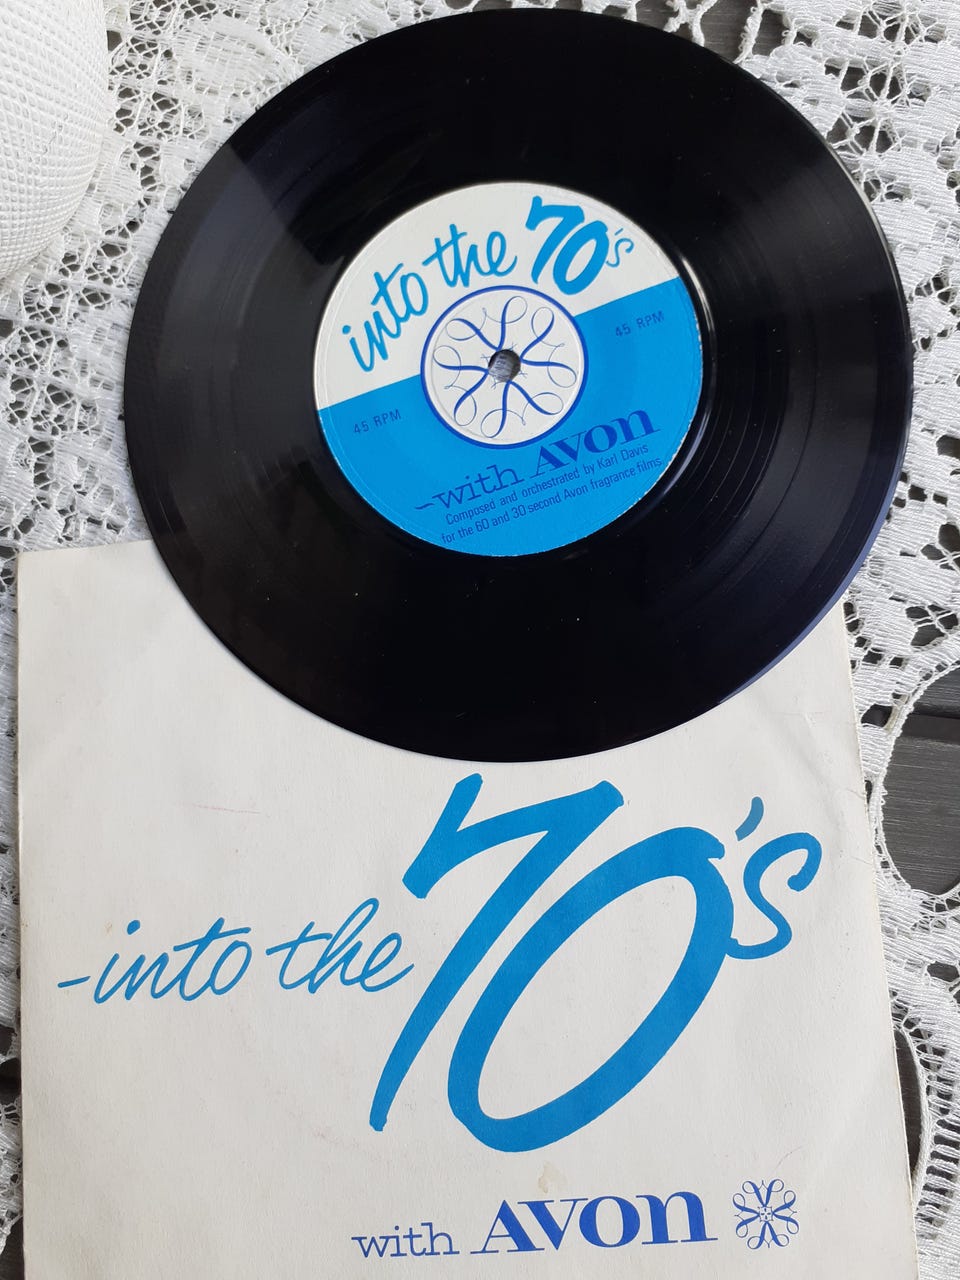 into the 70's
45 RPM
45 RPM
-with AVON
Composed and orchestrated by Karl Davis
for the 60 and 30 second Avon fragrance films
-into the 70's
with AVON